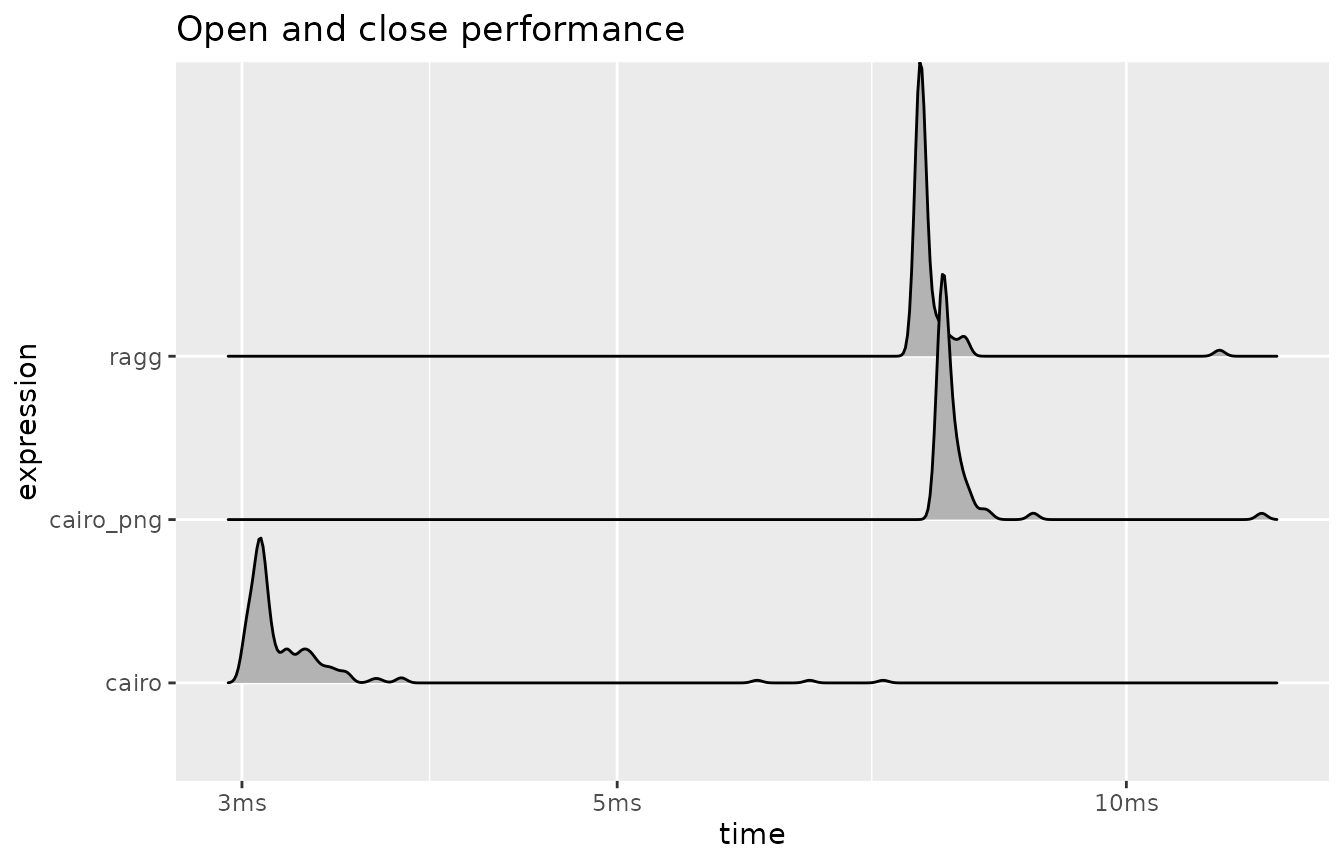 Open and close performance
ragg
cairo_png
cairo
expression
3ms
5ms
10ms
time